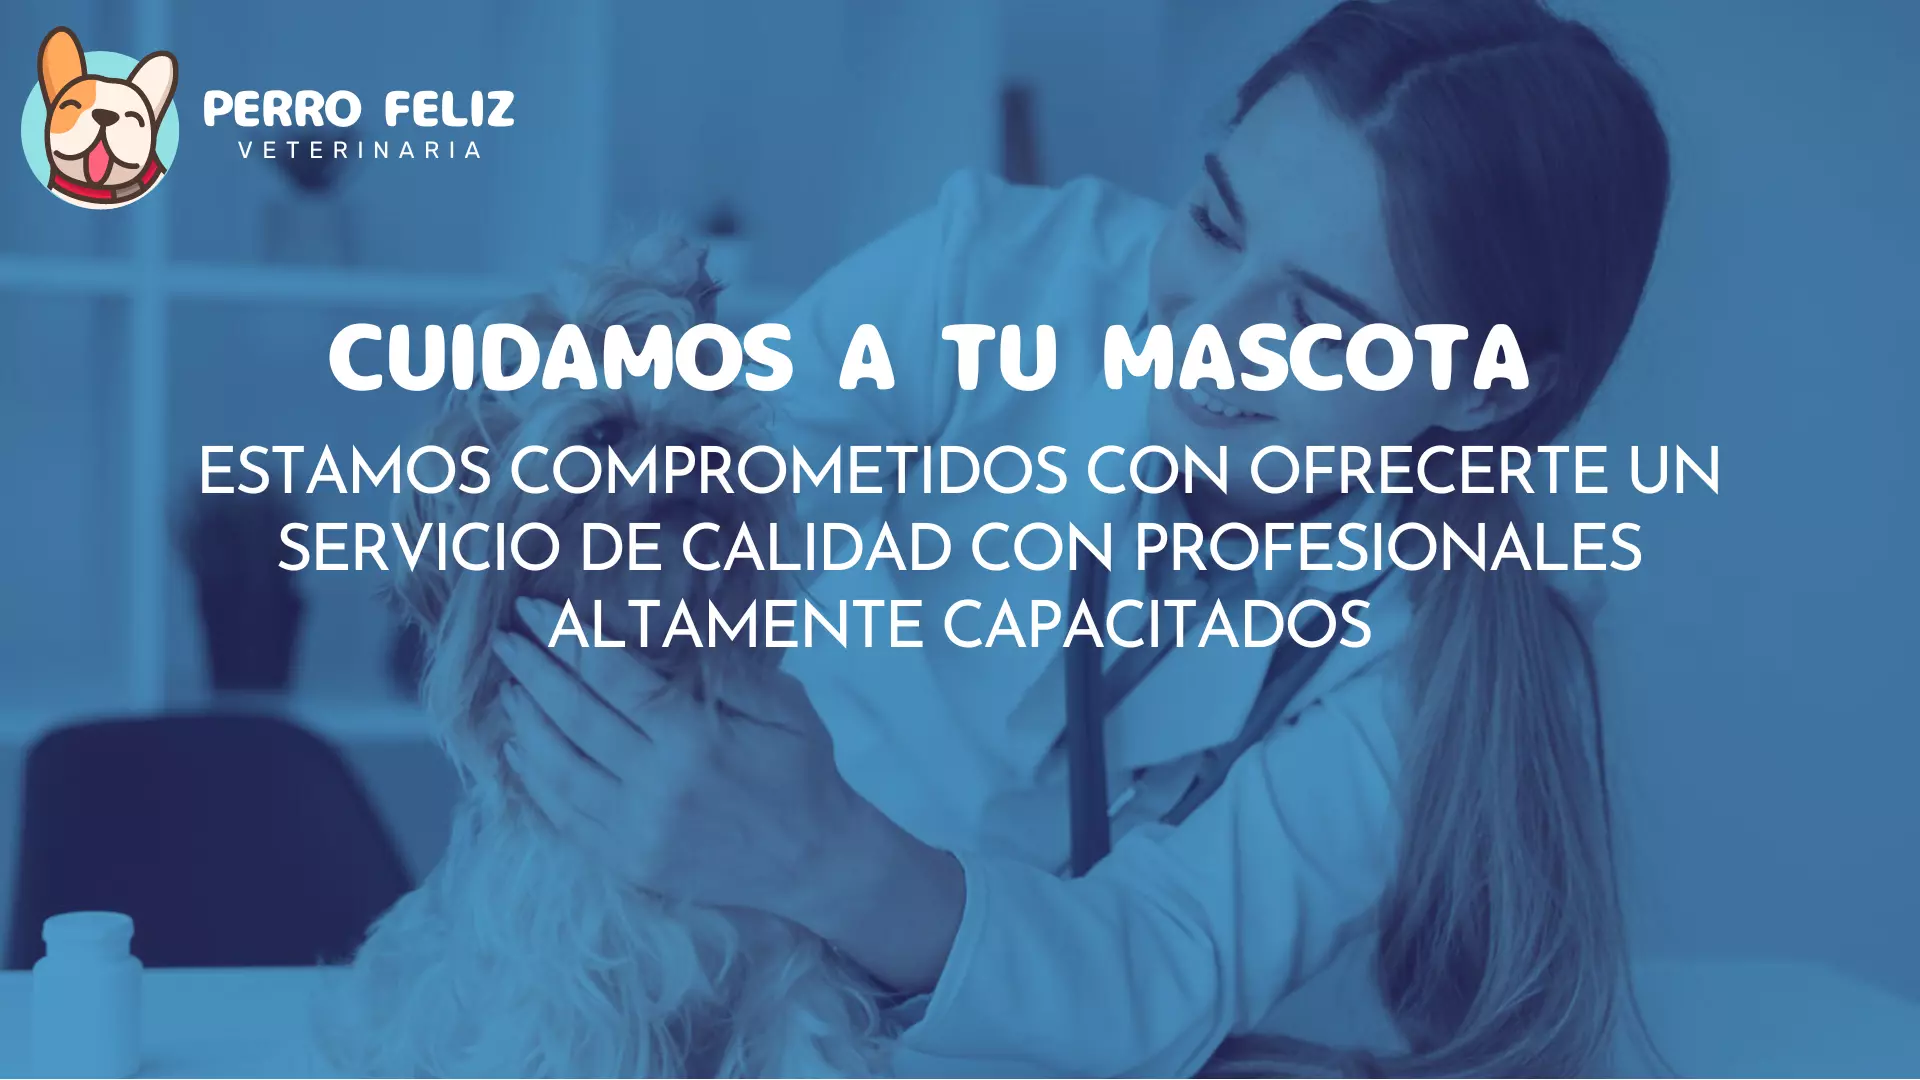 PERRO FELIZ
VETERINARIA
CUIDAMOS A TU MASCOTA
ESTAMOS COMPROMETIDOS CON OFRECERTE UN
SERVICIO DE CALIDAD CON PROFESIONALES
ALTAMENTE CAPACITADOS